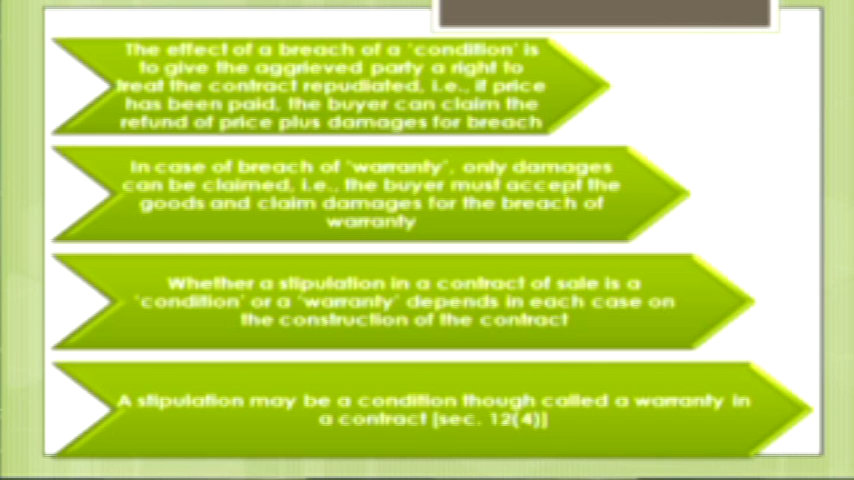 The effect of a breach of a 'condition' is
to give the aggrieved party a right to
treat the contract repudiated, i.e., if price
has been paid, the buyer can claim the
refund of price plus damages for breach
In case of breach of 'warranty', only damages
can be claimed, i.e., the buyer must accept the
goods and claim damages for the breach of
warranty
Whether a stipulation in a contract of sale is a
'condition' or a 'warranty' depends in each case on
the construction of the contract
A stipulation may be a condition though called a warranty in
a contract [sec. 12(4)]